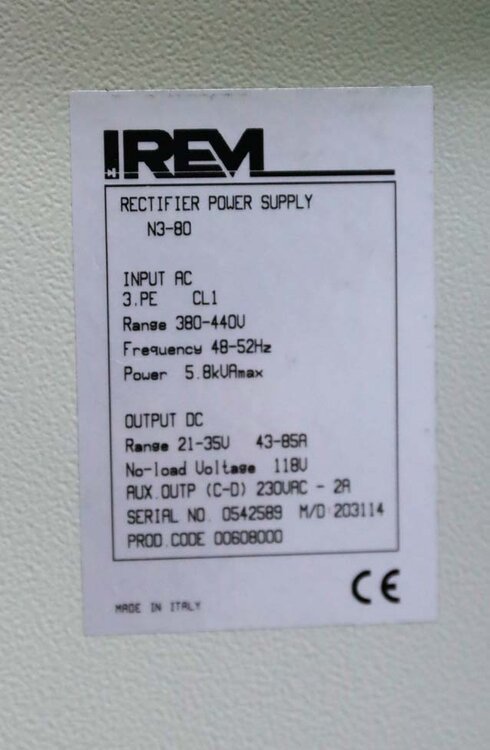 IREM
RECTIFIER POWER SUPPLY
N3-80
INPUT AC
3.PE CL1
Range 380-440V
Frequency 48-52Hz
Power 5.8kVAmax
OUTPUT DC
Range 21-35V 43-85A
No-load Voltage 118V
AUX.OUTP (C-D) 230VAC - 2A
SERIAL NO. 0542589 M/D 203114
PROD.CODE 00608000
CE
MADE IN ITALY